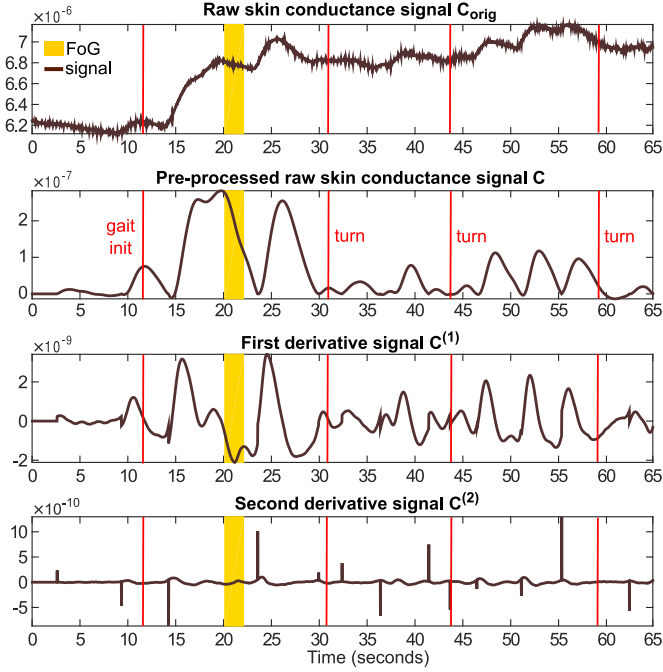 Raw skin conductance signal C_orig
×10⁻⁶
7
6.8
6.6
6.4
6.2
FoG
signal
0 5 10 15 20 25 30 35 40 45 50 55 60 65
Pre-processed raw skin conductance signal C
×10⁻⁷
2
1
0
gait
init
turn
turn
turn
0 5 10 15 20 25 30 35 40 45 50 55 60 65
First derivative signal C⁽¹⁾
×10⁻⁹
2
0
-2
0 5 10 15 20 25 30 35 40 45 50 55 60 65
Second derivative signal C⁽²⁾
×10⁻¹⁰
10
5
0
-5
0 5 10 15 20 25 30 35 40 45 50 55 60 65
Time (seconds)